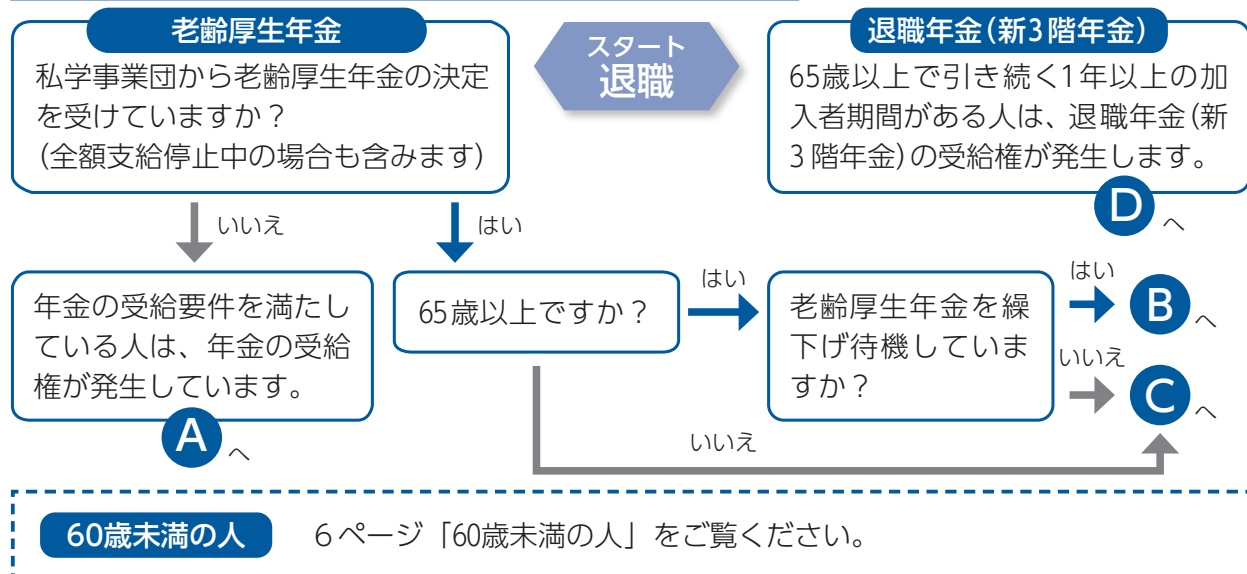 老齢厚生年金
私学事業団から老齢厚生年金の決定
を受けていますか？
（全額支給停止中の場合も含みます）
スタート
退職
退職年金（新3階年金）
65歳以上で引き続く1年以上の加
入者期間がある人は、退職年金（新
3階年金）の受給権が発生します。
D へ
いいえ
はい
年金の受給要件を満たし
ている人は、年金の受給
権が発生しています。
A へ
65歳以上ですか？
はい
老齢厚生年金を繰
下げ待機していま
すか？
はい
B へ
いいえ
C へ
いいえ
60歳未満の人
6ページ「60歳未満の人」をご覧ください。